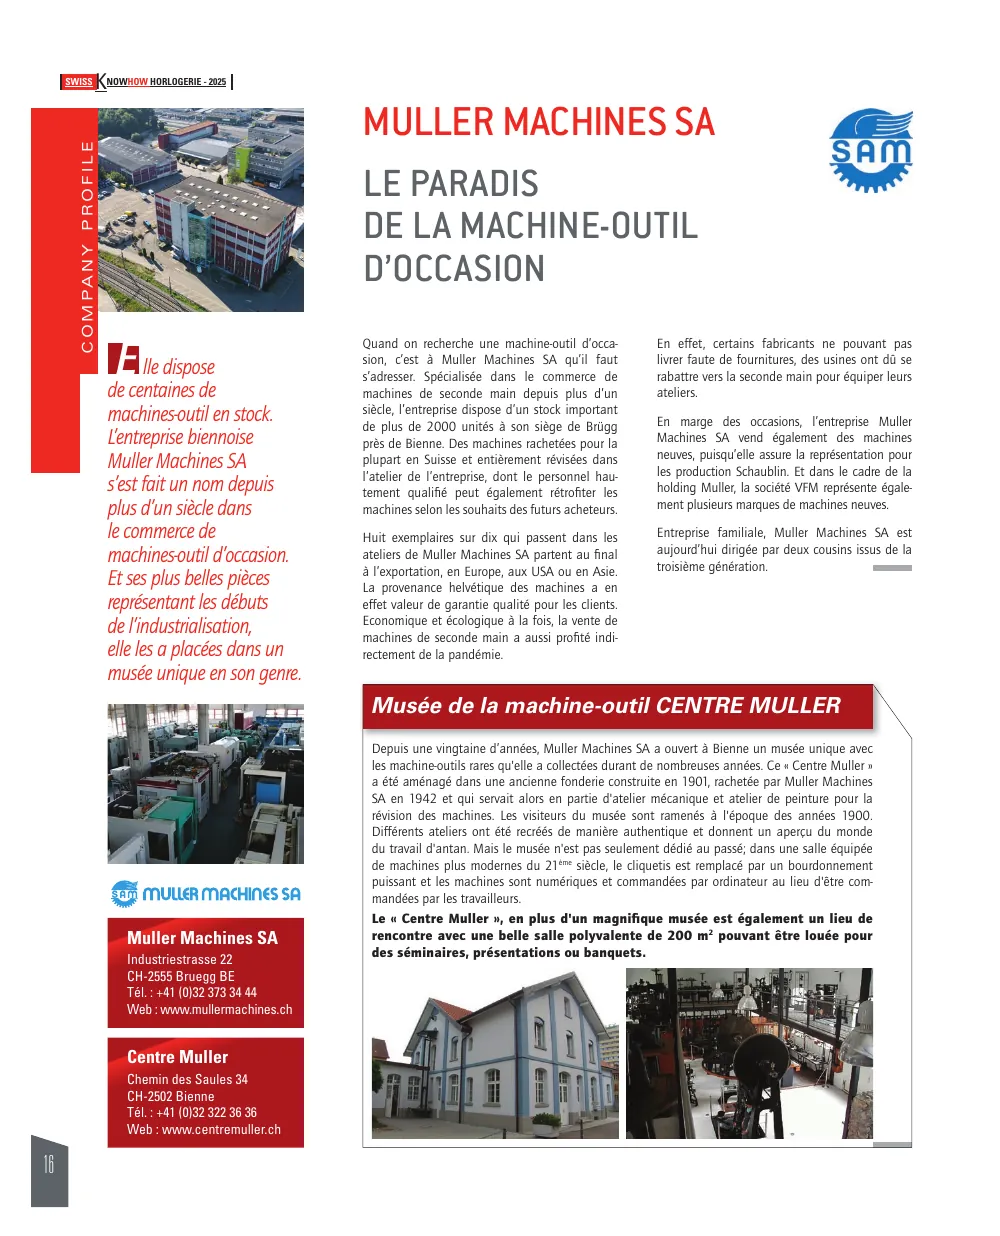 SWISS KNOWHOW HORLOGERIE - 2025
COMPANY PROFILE
MULLER MACHINES SA
LE PARADIS
DE LA MACHINE-OUTIL
D’OCCASION
SAM
Elle dispose
de centaines de
machines-outil en stock.
L’entreprise biennoise
Muller Machines SA
s’est fait un nom depuis
plus d’un siècle dans
le commerce de
machines-outil d’occasion.
Et ses plus belles pièces
représentant les débuts
de l’industrialisation,
elle les a placées dans un
musée unique en son genre.
Quand on recherche une machine-outil d’occa-
sion, c’est à Muller Machines SA qu’il faut
s’adresser. Spécialisée dans le commerce de
machines de seconde main depuis plus d’un
siècle, l’entreprise dispose d’un stock important
de plus de 2000 unités à son siège de Brügg
près de Bienne. Des machines rachetées pour la
plupart en Suisse et entièrement révisées dans
l’atelier de l’entreprise, dont le personnel hau-
tement qualifié peut également rétrofiter les
machines selon les souhaits des futurs acheteurs.
Huit exemplaires sur dix qui passent dans les
ateliers de Muller Machines SA partent au final
à l’exportation, en Europe, aux USA ou en Asie.
La provenance helvétique des machines a en
effet valeur de garantie qualité pour les clients.
Economique et écologique à la fois, la vente de
machines de seconde main a aussi profité indi-
rectement de la pandémie.
En effet, certains fabricants ne pouvant pas
livrer faute de fournitures, des usines ont dû se
rabattre vers la seconde main pour équiper leurs
ateliers.
En marge des occasions, l’entreprise Muller
Machines SA vend également des machines
neuves, puisqu’elle assure la représentation pour
les production Schaublin. Et dans le cadre de la
holding Muller, la société VFM représente égale-
ment plusieurs marques de machines neuves.
Entreprise familiale, Muller Machines SA est
aujourd’hui dirigée par deux cousins issus de la
troisième génération.
Musée de la machine-outil CENTRE MULLER
Depuis une vingtaine d’années, Muller Machines SA a ouvert à Bienne un musée unique avec
les machine-outils rares qu'elle a collectées durant de nombreuses années. Ce « Centre Muller »
a été aménagé dans une ancienne fonderie construite en 1901, rachetée par Muller Machines
SA en 1942 et qui servait alors en partie d'atelier mécanique et atelier de peinture pour la
révision des machines. Les visiteurs du musée sont ramenés à l'époque des années 1900.
Différents ateliers ont été recréés de manière authentique et donnent un aperçu du monde
du travail d'antan. Mais le musée n'est pas seulement dédié au passé; dans une salle équipée
de machines plus modernes du 21ème siècle, le cliquetis est remplacé par un bourdonnement
puissant et les machines sont numériques et commandées par ordinateur au lieu d'être com-
mandées par les travailleurs.
Le « Centre Muller », en plus d'un magnifique musée est également un lieu de
rencontre avec une belle salle polyvalente de 200 m² pouvant être louée pour
des séminaires, présentations ou banquets.
SAM MULLER MACHINES SA
Muller Machines SA
Industriestrasse 22
CH-2555 Bruegg BE
Tél. : +41 (0)32 373 34 44
Web : www.mullermachines.ch
Centre Muller
Chemin des Saules 34
CH-2502 Bienne
Tél. : +41 (0)32 322 36 36
Web : www.centremuller.ch
16